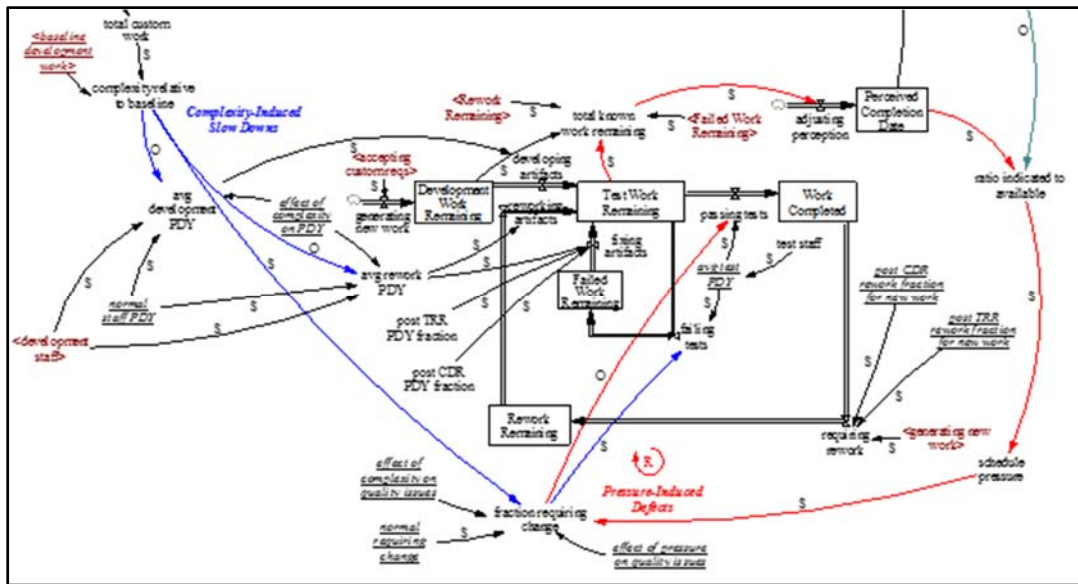 total custom
work
<baseline
development
work>
complexity relative
to baseline
Complexity-Induced
Slow Downs
S
O
S
<Rework
Remaining>
total known
work remaining
<Failed Work
Remaining>
S
S
S
adjusting
perception
Perceived
Completion
Date
O
S
ratio indicated to
available
<accepting
customreqs>
S
generating
new work
Development
Work
Remaining
developing
artifacts
S
S
reworking
artifacts
Test Work
Remaining
passing tests
Work
Completed
O
avg
development
PDY
effect of
complexity
on PDY
O
avg rework
PDY
S
S
S
fixing
artifacts
Failed Work
Remaining
S
avg test
PDY
S
test staff
S
failing
tests
S
S
normal
staff PDY
S
S
<development
staff>
S
post TRR
PDY fraction
S
post CDR
PDY fraction
S
post CDR
rework fraction
for new work
post TRR
rework fraction
for new work
S
S
S
O
S
Rework
Remaining
requiring
rework
S
<generating new
work>
schedule
pressure
S
R
Pressure-Induced
Defects
S
effect of
complexity on
quality issues
fraction requiring
change
normal
requiring
change
S
effect of pressure
on quality issues